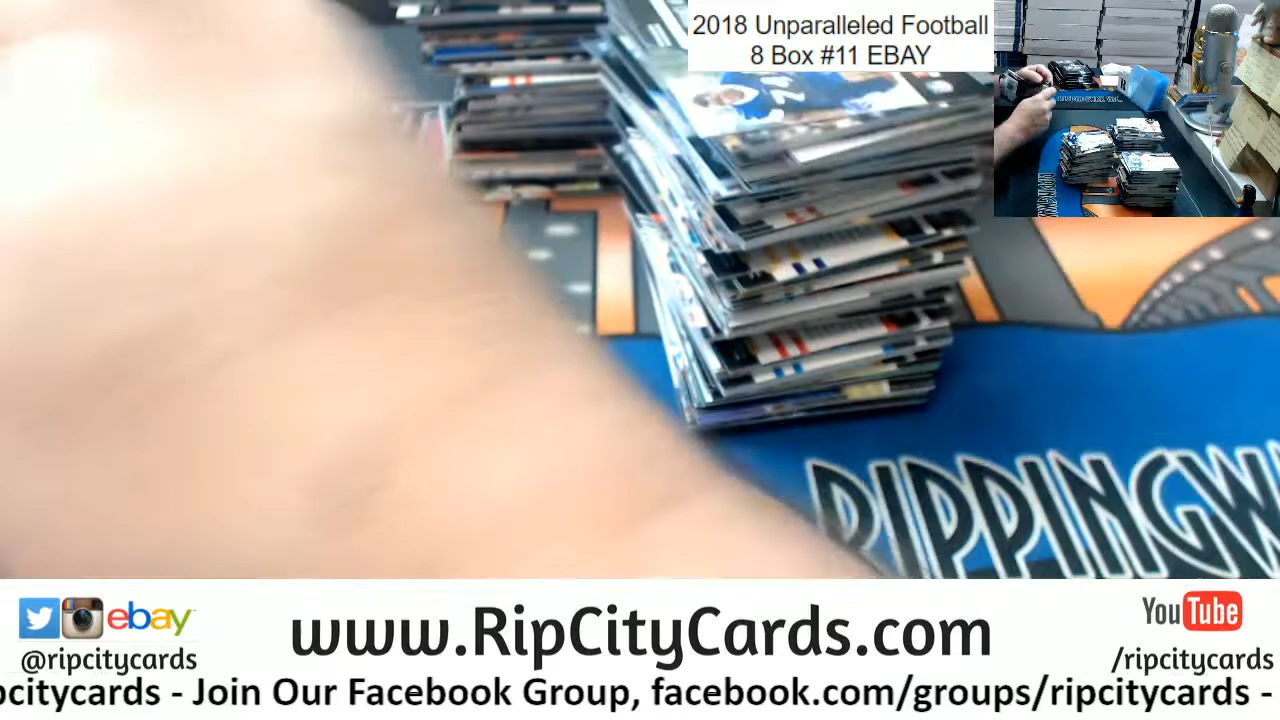 2018 Unparalleled Football
8 Box #11 EBAY
RIPPINGW
ebay
www.RipCityCards.com
YouTube
@ripcitycards
/ripcitycards
pcitycards - Join Our Facebook Group, facebook.com/groups/ripcitycards -